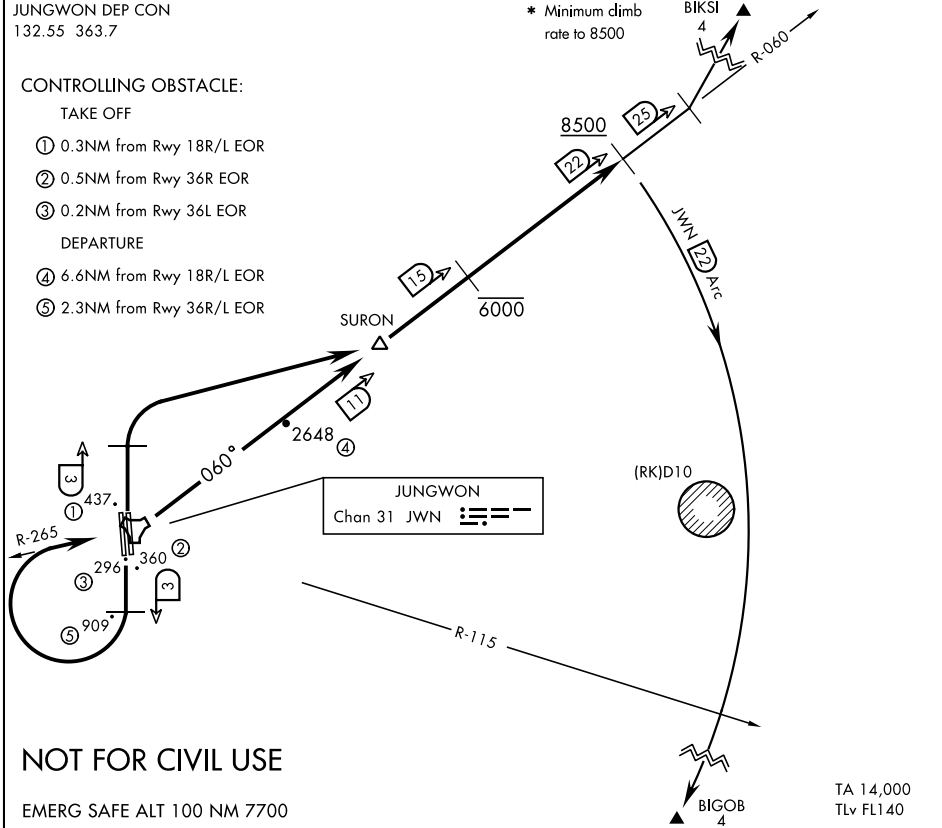 JUNGWON DEP CON
132.55 363.7
* Minimum climb
rate to 8500
BIKSI
4
R-060
CONTROLLING OBSTACLE:
TAKE OFF
① 0.3NM from Rwy 18R/L EOR
② 0.5NM from Rwy 36R EOR
③ 0.2NM from Rwy 36L EOR
DEPARTURE
④ 6.6NM from Rwy 18R/L EOR
⑤ 2.3NM from Rwy 36R/L EOR
25
8500
22
JWN 22 Arc
15
6000
SURON
11
2648 ④
060°
3
① 437
JUNGWON
Chan 31 JWN
(RK)D10
R-265
360 ②
③ 296
3
⑤ 909
R-115
NOT FOR CIVIL USE
EMERG SAFE ALT 100 NM 7700
BIGOB
4
TA 14,000
TLv FL140